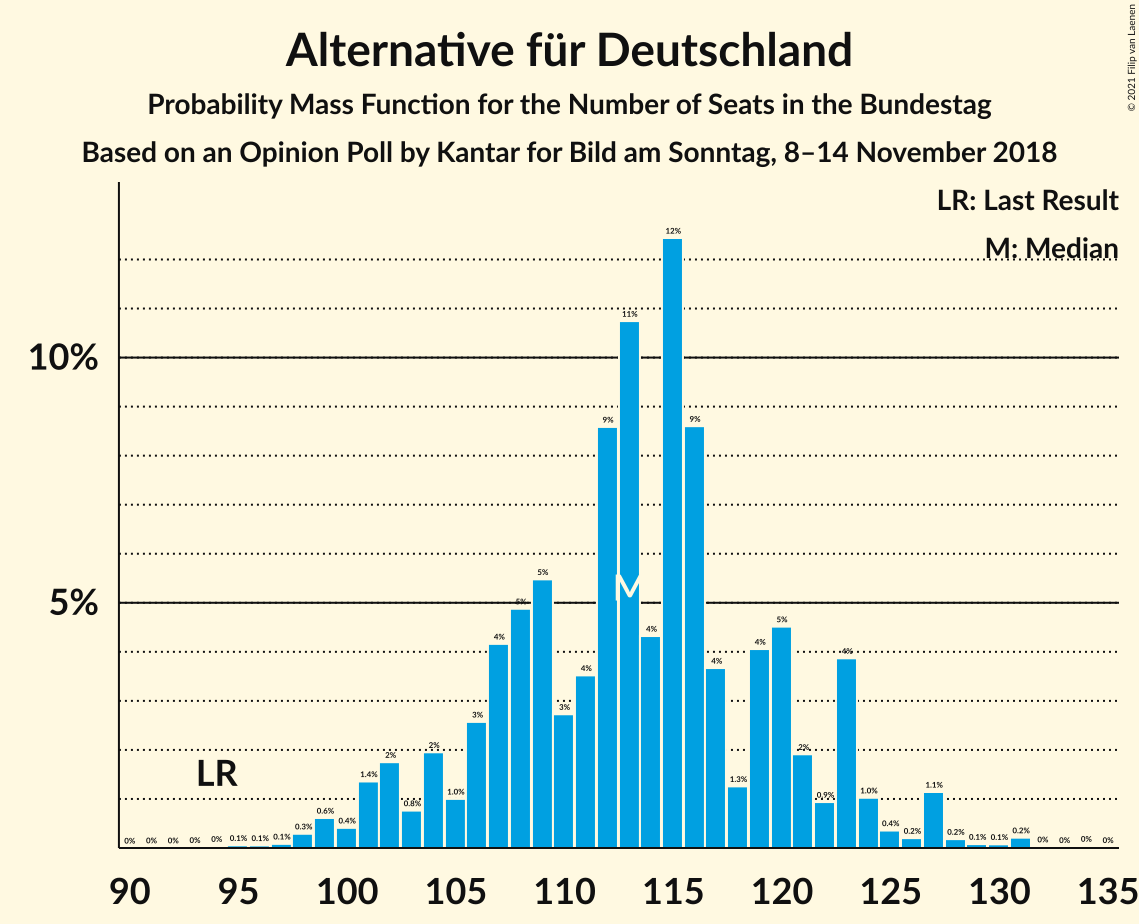 Alternative für Deutschland
Probability Mass Function for the Number of Seats in the Bundestag
Based on an Opinion Poll by Kantar for Bild am Sonntag, 8–14 November 2018
© 2021 Filip van Laenen
LR: Last Result
M: Median
10%
5%
LR
M
0% 0% 0% 0% 0% 0.1% 0.1% 0.1% 0.3% 0.6% 0.4% 1.4% 2% 0.8% 2% 1.0% 3% 4% 5% 5% 3% 4% 9% 11% 4% 12% 9% 4% 1.3% 4% 5% 2% 0.9% 4% 1.0% 0.4% 0.2% 1.1% 0.2% 0.1% 0.1% 0.2% 0% 0% 0% 0%
90 95 100 105 110 115 120 125 130 135